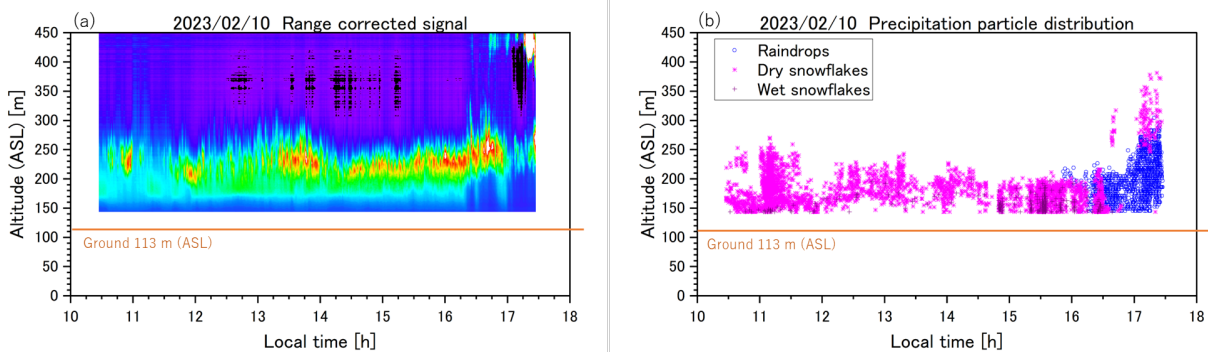 (a)
2023/02/10 Range corrected signal
450
400
350
300
250
200
150
100
50
0
Altitude (ASL) [m]
Ground 113 m (ASL)
10 11 12 13 14 15 16 17 18
Local time [h]
(b)
2023/02/10 Precipitation particle distribution
450
400
350
300
250
200
150
100
50
0
Altitude (ASL) [m]
Raindrops
Dry snowflakes
Wet snowflakes
Ground 113 m (ASL)
10 11 12 13 14 15 16 17 18
Local time [h]